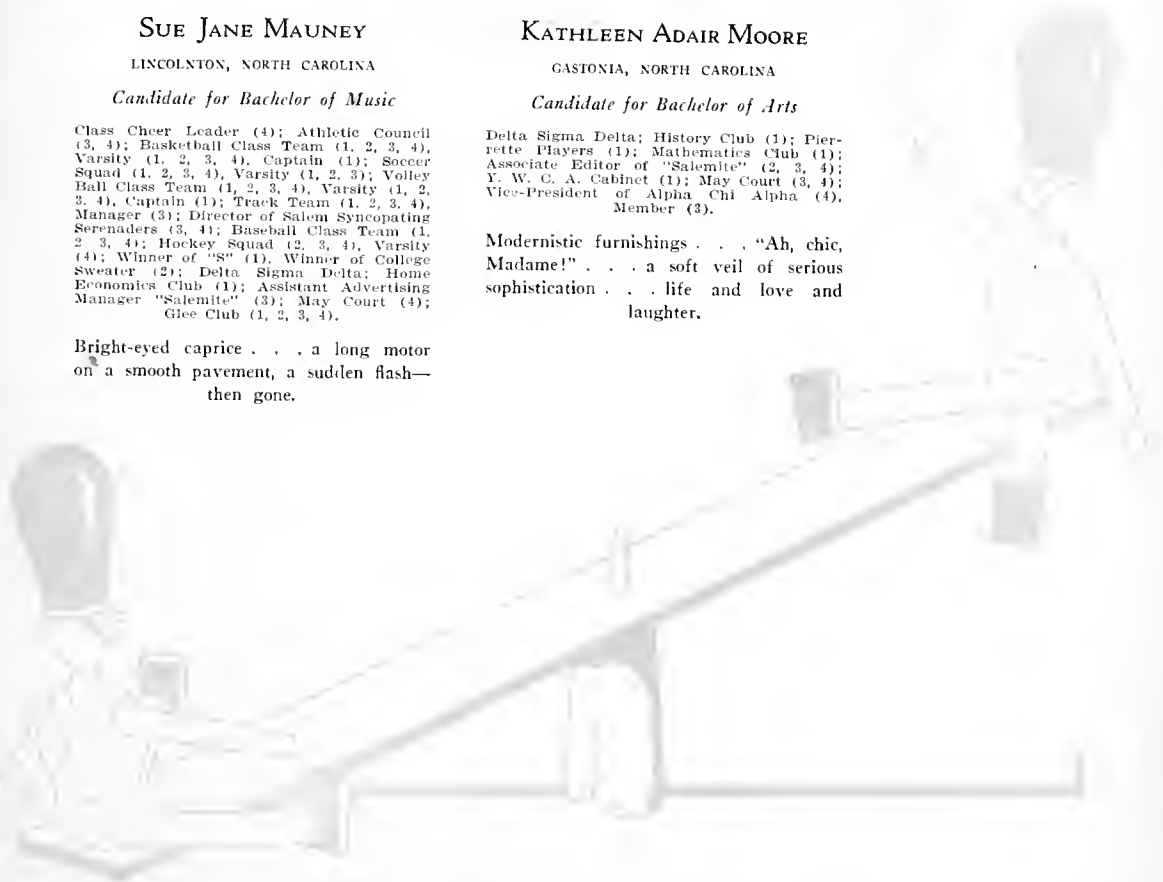 SUE JANE MAUNEY
LINCOLNTON, NORTH CAROLINA
Candidate for Bachelor of Music
Class Cheer Leader (4); Athletic Council
(3, 4); Basketball Class Team (1, 2, 3, 4),
Varsity (1, 2, 3, 4), Captain (1); Soccer
Squad (1, 2, 3, 4), Varsity (1, 2, 3); Volley
Ball Class Team (1, 2, 3, 4), Varsity (1, 2,
3, 4), Captain (1); Track Team (1, 2, 3, 4),
Manager (3); Director of Salem Syncopating
Serenaders (3, 4); Baseball Class Team (1,
2 3, 4); Hockey Squad (2, 3, 4), Varsity
(4); Winner of "S" (1), Winner of College
Sweater (2); Delta Sigma Delta; Home
Economics Club (1); Assistant Advertising
Manager "Salemite" (3); May Court (4);
Glee Club (1, 2, 3, 4).
Bright-eyed caprice . . . a long motor
on a smooth pavement, a sudden flash—
then gone.
KATHLEEN ADAIR MOORE
GASTONIA, NORTH CAROLINA
Candidate for Bachelor of Arts
Delta Sigma Delta; History Club (1); Pier-
rette Players (1); Mathematics Club (1);
Associate Editor of "Salemite" (2, 3, 4);
Y. W. C. A. Cabinet (1); May Court (3, 4);
Vice-President of Alpha Chi Alpha (4),
Member (3).
Modernistic furnishings . . . "Ah, chic,
Madame!" . . . a soft veil of serious
sophistication . . . life and love and
laughter.